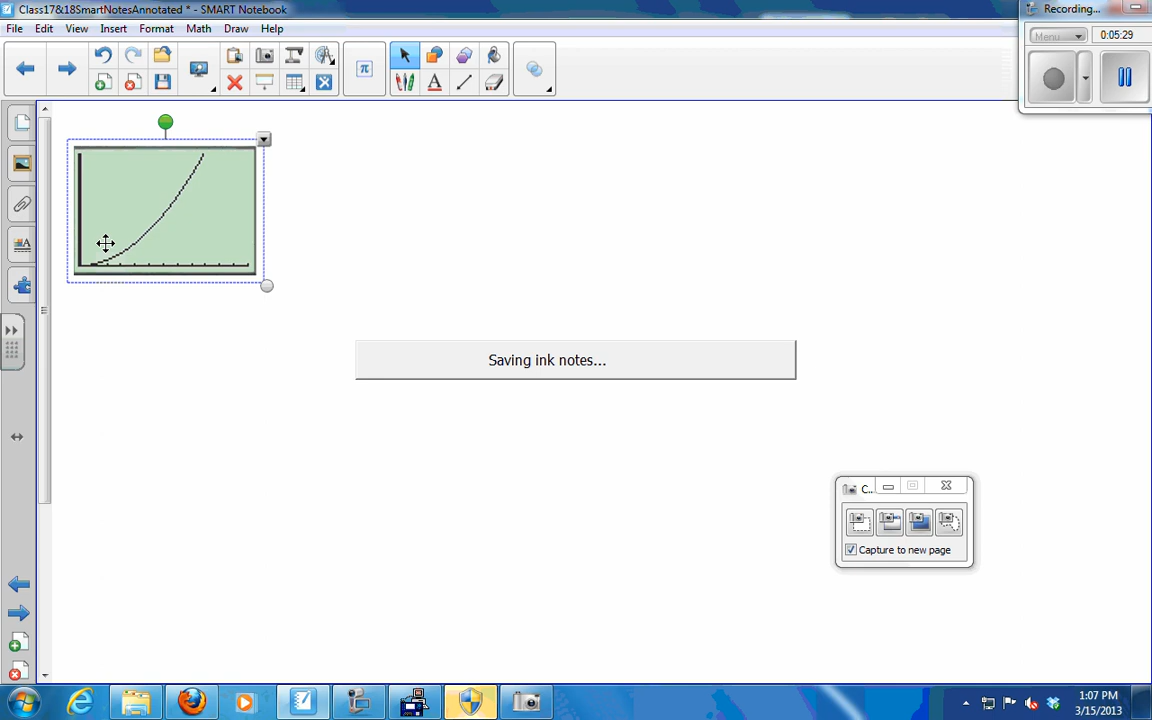 Class17&18SmartNotesAnnotated * - SMART Notebook
Recording...
File Edit View Insert Format Math Draw Help
Menu
0:05:29
π
A
Saving ink notes...
C..
Capture to new page
1:07 PM
3/15/2013